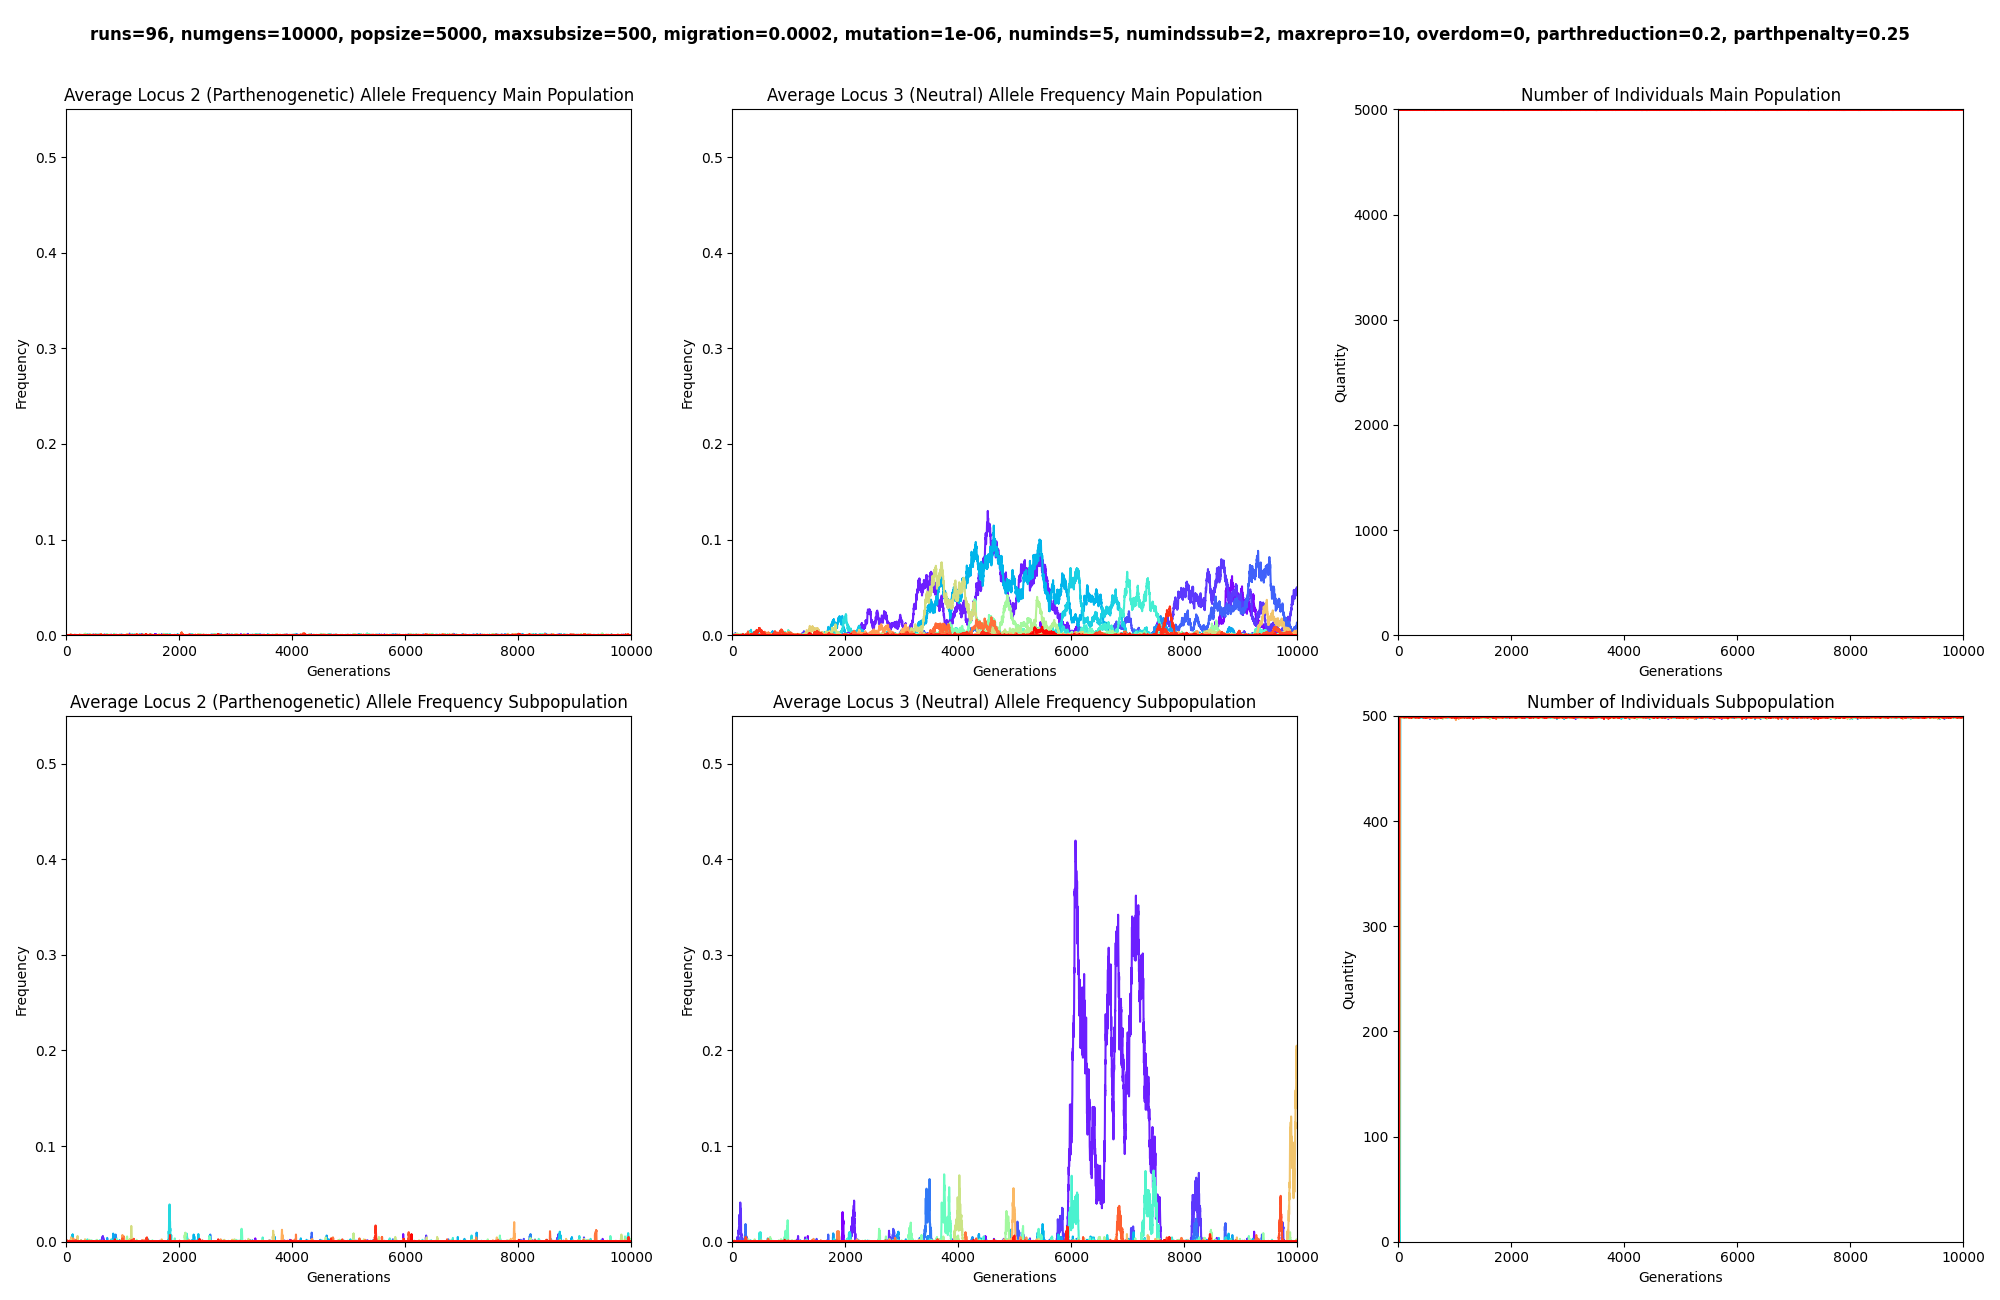 runs=96, numgens=10000, popsize=5000, maxsubsize=500, migration=0.0002, mutation=1e-06, numinds=5, numindssub=2, maxrepro=10, overdom=0, parthreduction=0.2, parthpenalty=0.25
Average Locus 2 (Parthenogenetic) Allele Frequency Main Population
0.5
0.4
0.3
0.2
0.1
0.0
Frequency
0 2000 4000 6000 8000 10000
Generations
Average Locus 3 (Neutral) Allele Frequency Main Population
0.5
0.4
0.3
0.2
0.1
0.0
Frequency
0 2000 4000 6000 8000 10000
Generations
Number of Individuals Main Population
5000
4000
3000
2000
1000
0
Quantity
0 2000 4000 6000 8000 10000
Generations
Average Locus 2 (Parthenogenetic) Allele Frequency Subpopulation
0.5
0.4
0.3
0.2
0.1
0.0
Frequency
0 2000 4000 6000 8000 10000
Generations
Average Locus 3 (Neutral) Allele Frequency Subpopulation
0.5
0.4
0.3
0.2
0.1
0.0
Frequency
0 2000 4000 6000 8000 10000
Generations
Number of Individuals Subpopulation
500
400
300
200
100
0
Quantity
0 2000 4000 6000 8000 10000
Generations